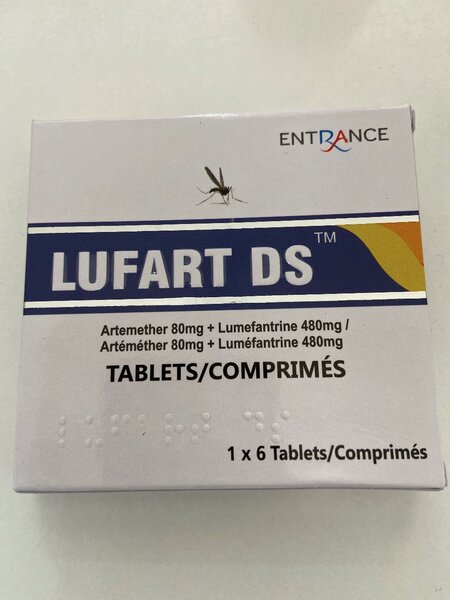 ENTRANCE
LUFART DS™
Artemether 80mg + Lumefantrine 480mg /
Artéméther 80mg + Luméfantrine 480mg
TABLETS/COMPRIMÉS
1 x 6 Tablets/Comprimés